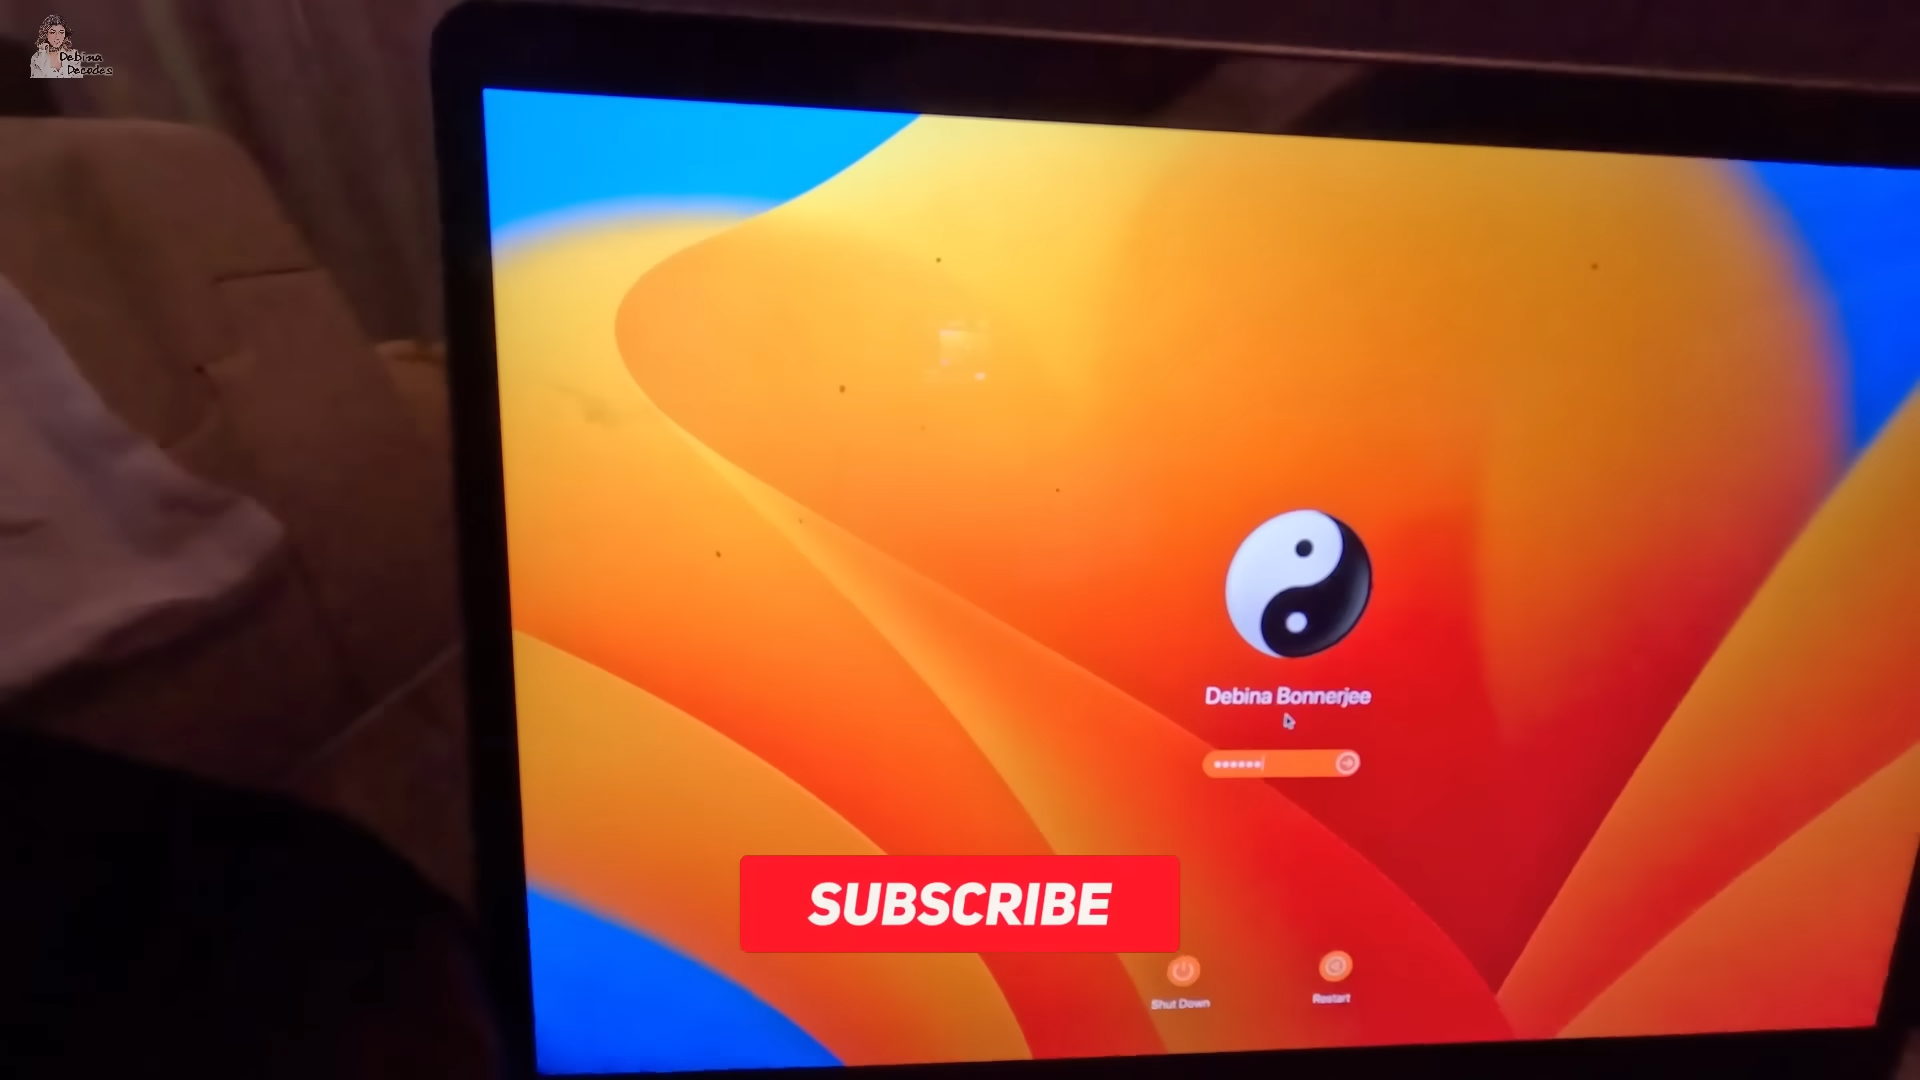 Debina
Decodes
Debina Bonnerjee
SUBSCRIBE
Shut Down
Restart